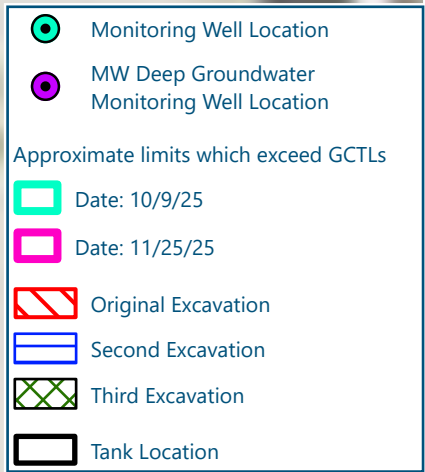 Monitoring Well Location
MW Deep Groundwater
Monitoring Well Location
Approximate limits which exceed GCTLs
Date: 10/9/25
Date: 11/25/25
Original Excavation
Second Excavation
Third Excavation
Tank Location